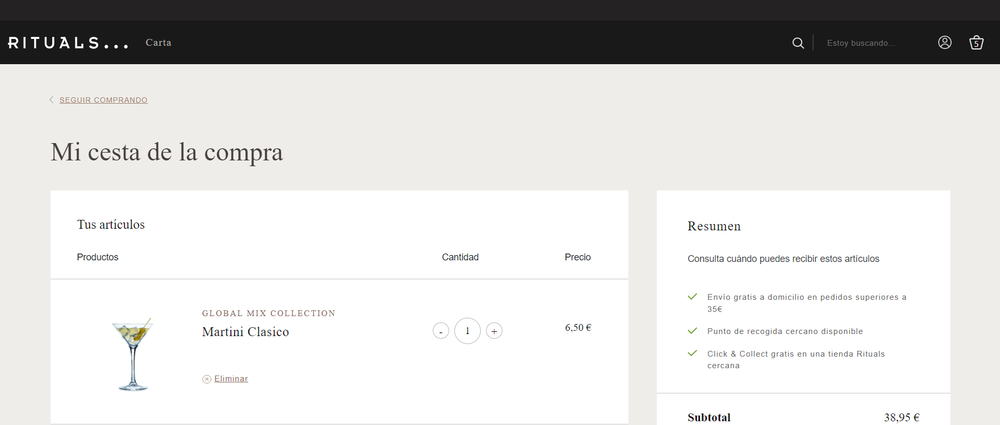 RITUALS...
Carta
Estoy buscando...
5
SEGUIR COMPRANDO
Mi cesta de la compra
Tus artículos
Productos
Cantidad
Precio
GLOBAL MIX COLLECTION
Martini Clasico
-
1
+
6,50 €
Eliminar
Resumen
Consulta cuándo puedes recibir estos artículos
Envío gratis a domicilio en pedidos superiores a
35€
Punto de recogida cercano disponible
Click & Collect gratis en una tienda Rituals
cercana
Subtotal
38,95 €